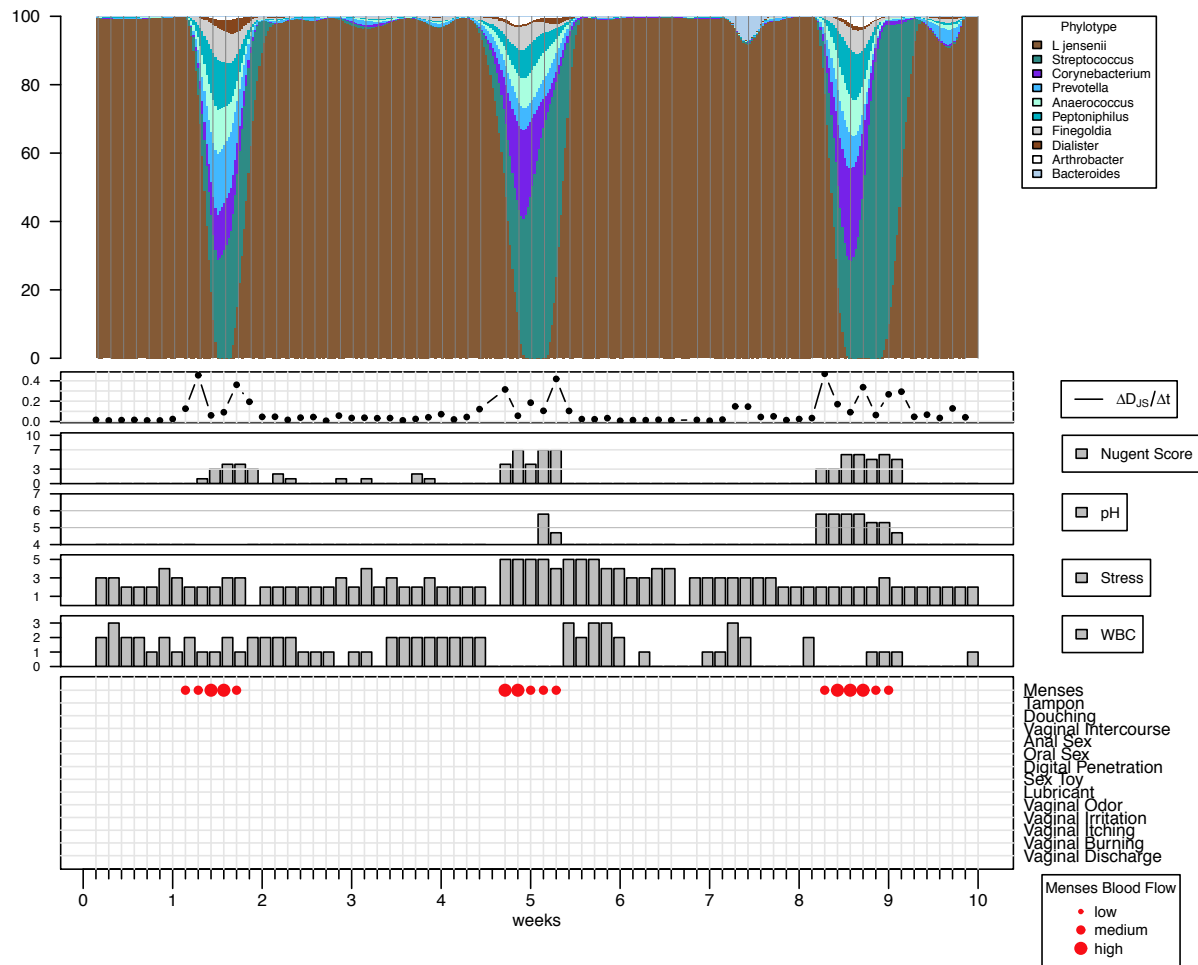 100
80
60
40
20
0
Phylotype
L jensenii
Streptococcus
Corynebacterium
Prevotella
Anaerococcus
Peptoniphilus
Finegoldia
Dialister
Arthrobacter
Bacteroides
0.4
0.2
0.0
ΔD_JS/Δt
10
7
3
0
Nugent Score
7
6
5
4
pH
5
3
1
Stress
3
2
1
0
WBC
Menses
Tampon
Douching
Vaginal Intercourse
Anal Sex
Oral Sex
Digital Penetration
Sex Toy
Lubricant
Vaginal Odor
Vaginal Irritation
Vaginal Itching
Vaginal Burning
Vaginal Discharge
0 1 2 3 4 5 6 7 8 9 10
weeks
Menses Blood Flow
low
medium
high